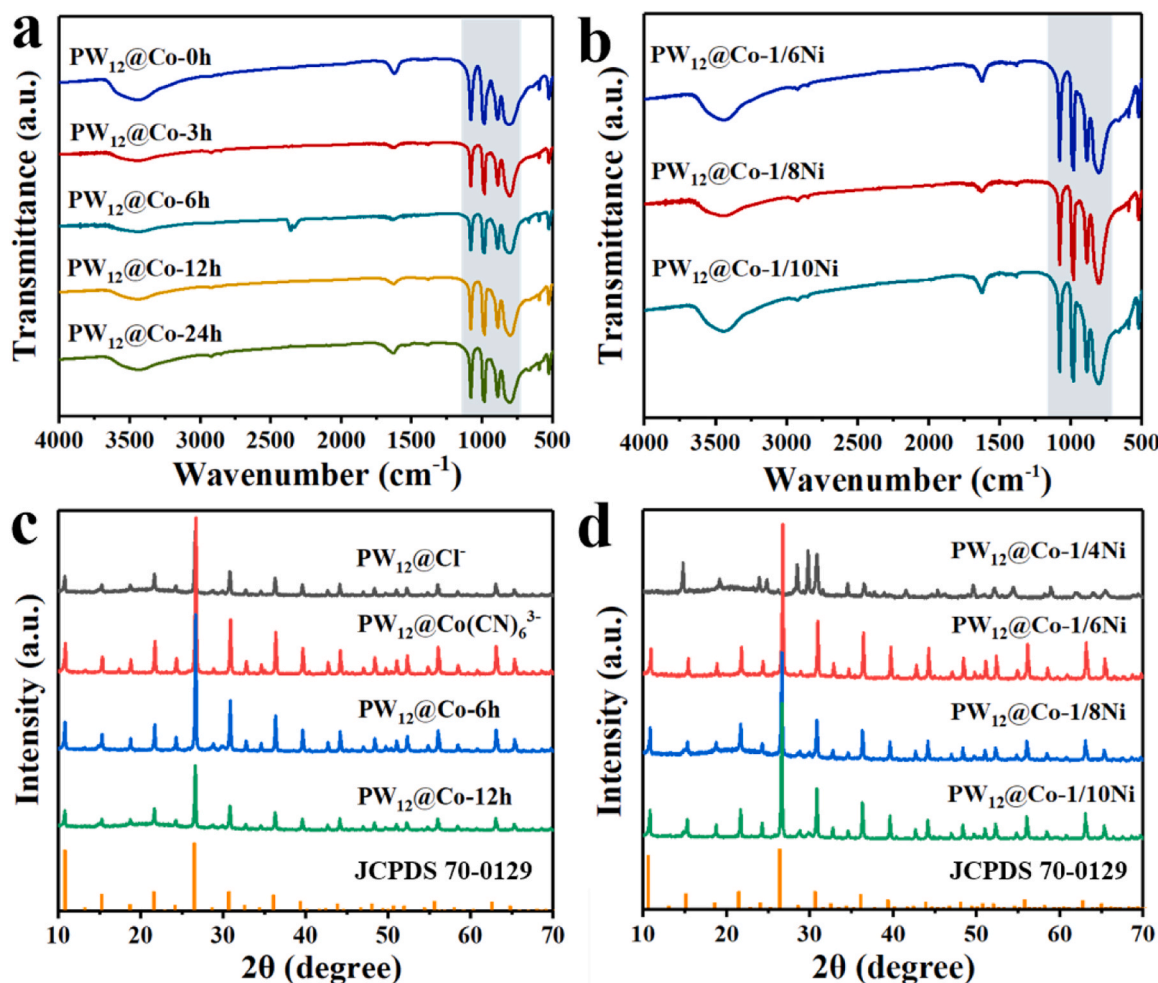 a
PW₁₂@Co-0h
PW₁₂@Co-3h
PW₁₂@Co-6h
PW₁₂@Co-12h
PW₁₂@Co-24h
Transmittance (a.u.)
4000 3500 3000 2500 2000 1500 1000 500
Wavenumber (cm⁻¹)
b
PW₁₂@Co-1/6Ni
PW₁₂@Co-1/8Ni
PW₁₂@Co-1/10Ni
Transmittance (a.u.)
4000 3500 3000 2500 2000 1500 1000 500
Wavenumber (cm⁻¹)
c
PW₁₂@Cl⁻
PW₁₂@Co(CN)₆³⁻
PW₁₂@Co-6h
PW₁₂@Co-12h
JCPDS 70-0129
Intensity (a.u.)
10 20 30 40 50 60 70
2θ (degree)
d
PW₁₂@Co-1/4Ni
PW₁₂@Co-1/6Ni
PW₁₂@Co-1/8Ni
PW₁₂@Co-1/10Ni
JCPDS 70-0129
Intensity (a.u.)
10 20 30 40 50 60 70
2θ (degree)